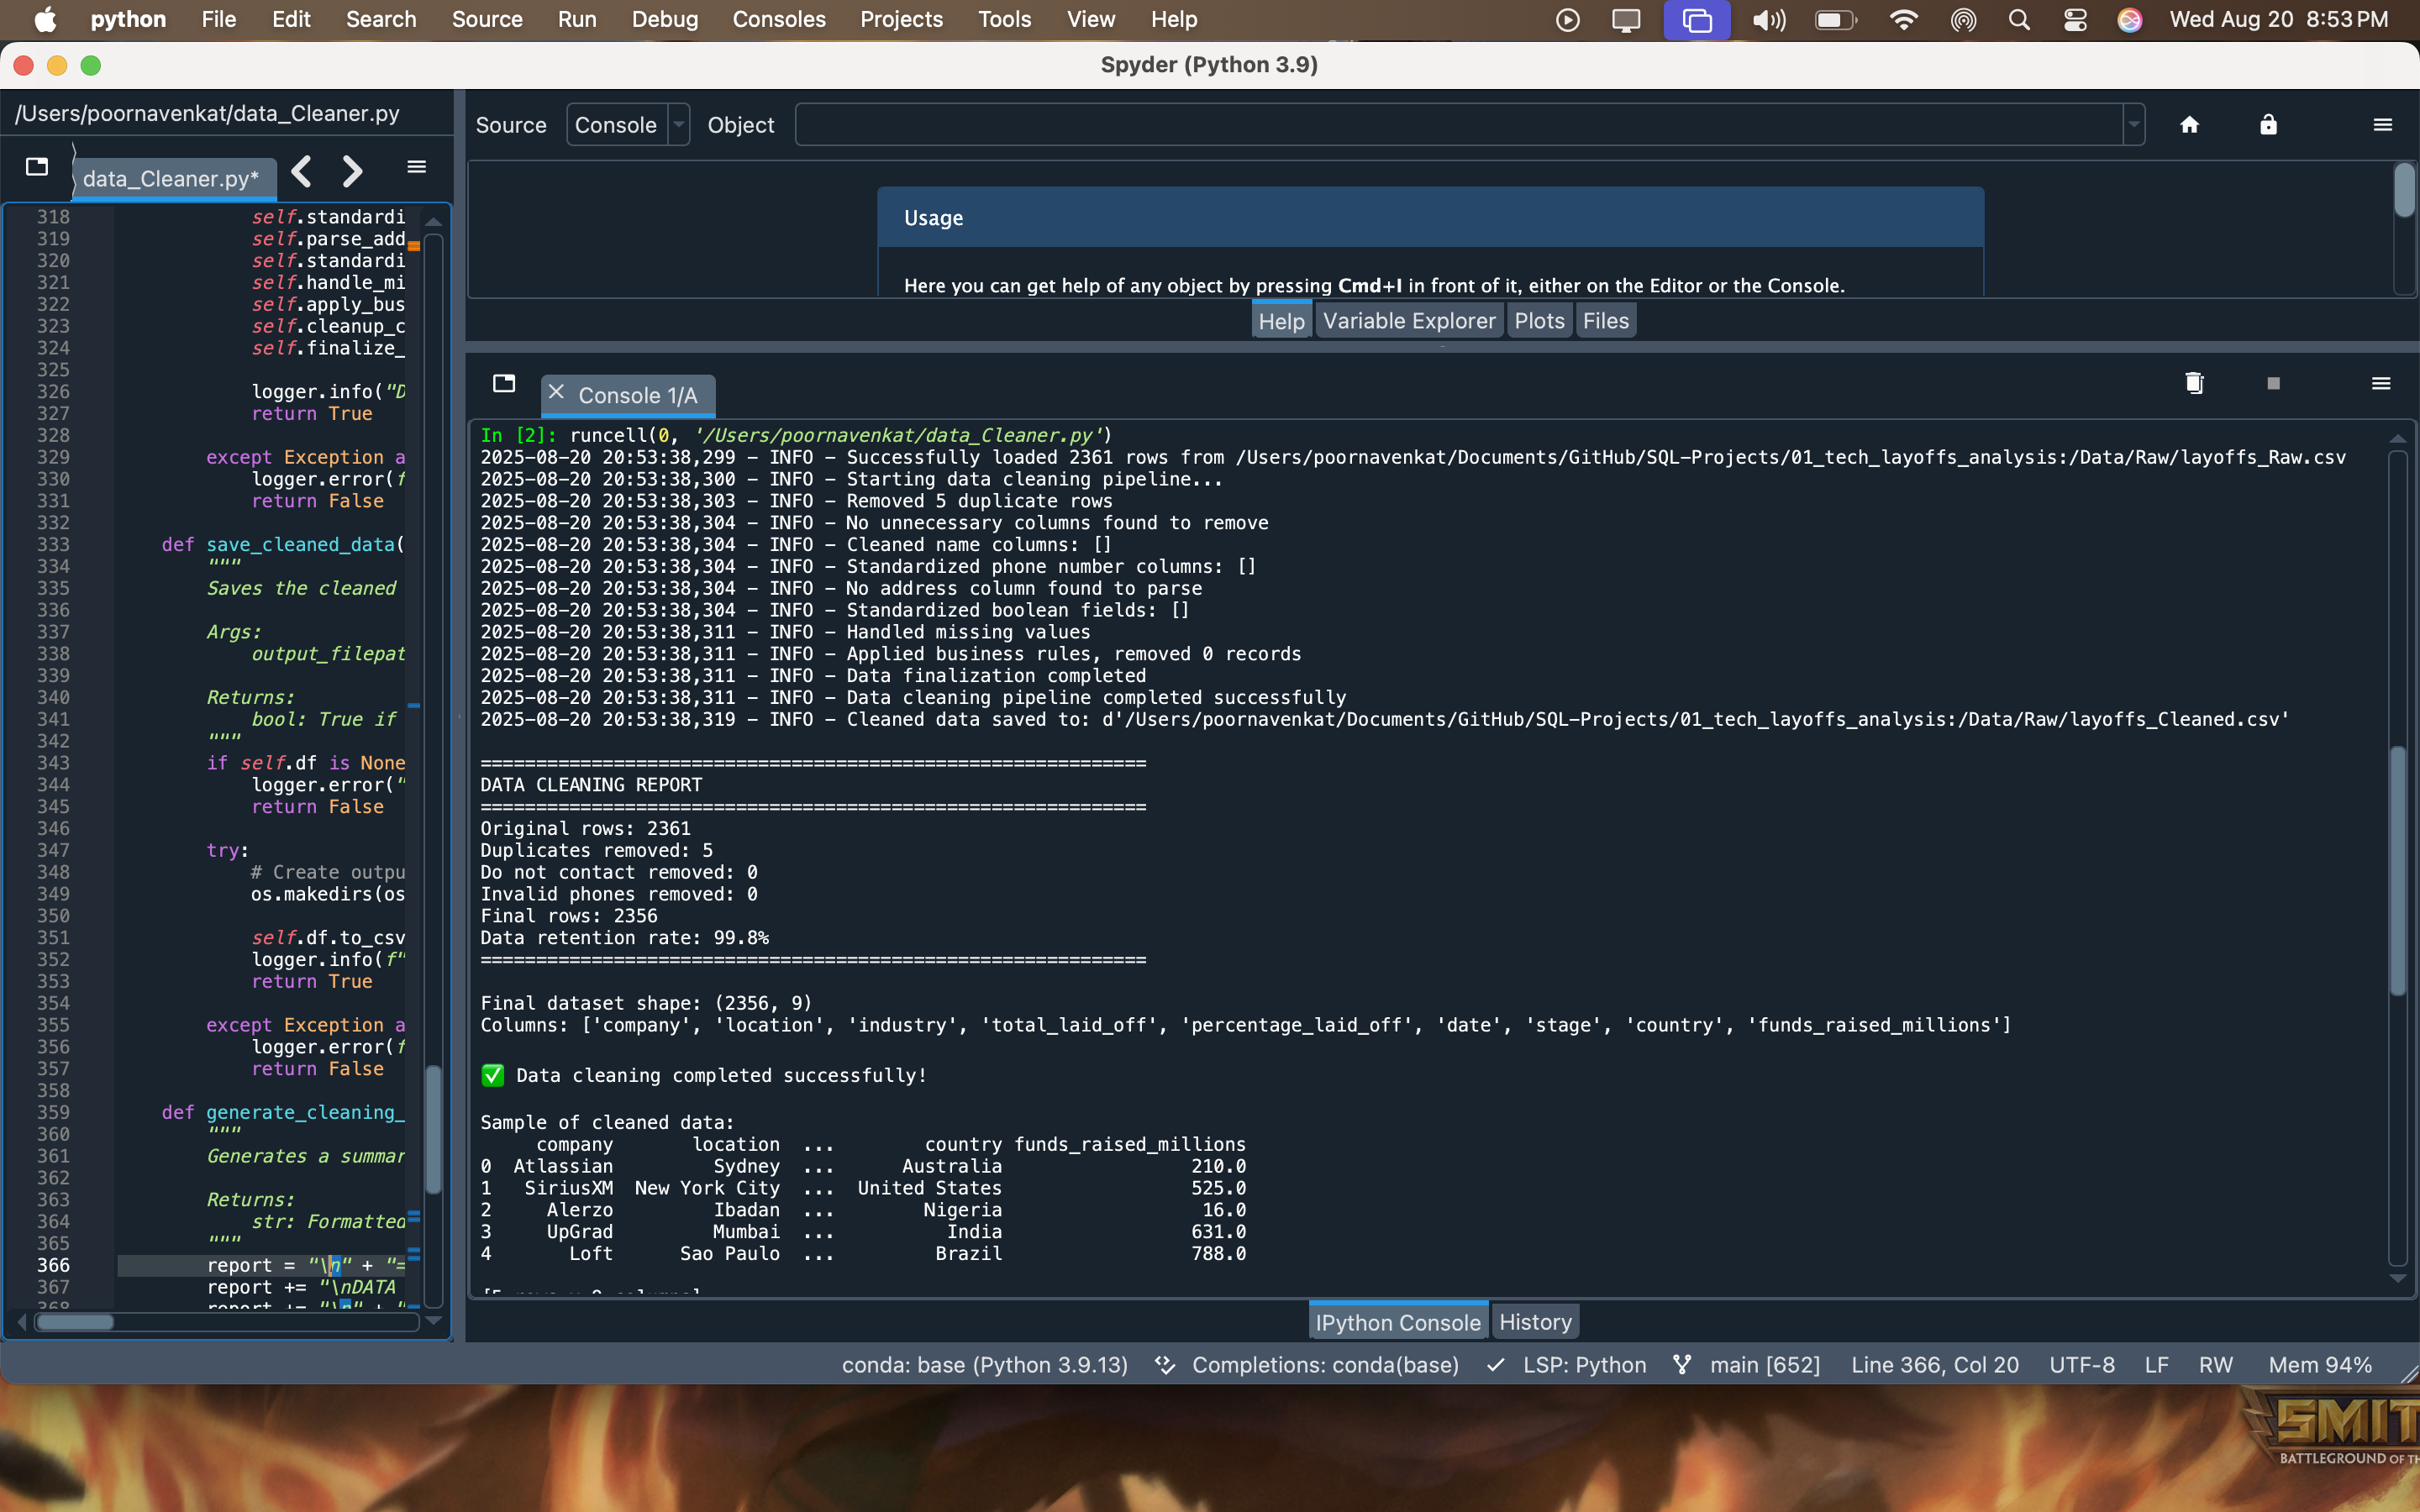 python File Edit Search Source Run Debug Consoles Projects Tools View Help Wed Aug 20 8:53 PM
Spyder (Python 3.9)
/Users/poornavenkat/data_Cleaner.py
data_Cleaner.py*
318 self.standardi
319 self.parse_add
320 self.standardi
321 self.handle_mi
322 self.apply_bus
323 self.cleanup_c
324 self.finalize_
325
326 logger.info("D
327 return True
328
329 except Exception a
330 logger.error(f
331 return False
332
333 def save_cleaned_data(
334 """
335 Saves the cleaned
336
337 Args:
338 output_filepat
339
340 Returns:
341 bool: True if
342 """
343 if self.df is None
344 logger.error("
345 return False
346
347 try:
348 # Create outpu
349 os.makedirs(os
350
351 self.df.to_csv
352 logger.info(f"
353 return True
354
355 except Exception a
356 logger.error(f
357 return False
358
359 def generate_cleaning_
360 """
361 Generates a summar
362
363 Returns:
364 str: Formatted
365 """
366 report = "\n" + "=
367 report += "\nDATA
368 report += "\n" + "
Source Console Object
Usage
Here you can get help of any object by pressing Cmd+I in front of it, either on the Editor or the Console.
Help Variable Explorer Plots Files
Console 1/A
In [2]: runcell(0, '/Users/poornavenkat/data_Cleaner.py')
2025-08-20 20:53:38,299 - INFO - Successfully loaded 2361 rows from /Users/poornavenkat/Documents/GitHub/SQL-Projects/01_tech_layoffs_analysis:/Data/Raw/layoffs_Raw.csv
2025-08-20 20:53:38,300 - INFO - Starting data cleaning pipeline...
2025-08-20 20:53:38,303 - INFO - Removed 5 duplicate rows
2025-08-20 20:53:38,304 - INFO - No unnecessary columns found to remove
2025-08-20 20:53:38,304 - INFO - Cleaned name columns: []
2025-08-20 20:53:38,304 - INFO - Standardized phone number columns: []
2025-08-20 20:53:38,304 - INFO - No address column found to parse
2025-08-20 20:53:38,304 - INFO - Standardized boolean fields: []
2025-08-20 20:53:38,311 - INFO - Handled missing values
2025-08-20 20:53:38,311 - INFO - Applied business rules, removed 0 records
2025-08-20 20:53:38,311 - INFO - Data finalization completed
2025-08-20 20:53:38,311 - INFO - Data cleaning pipeline completed successfully
2025-08-20 20:53:38,319 - INFO - Cleaned data saved to: d'/Users/poornavenkat/Documents/GitHub/SQL-Projects/01_tech_layoffs_analysis:/Data/Raw/layoffs_Cleaned.csv'
============================================================
DATA CLEANING REPORT
============================================================
Original rows: 2361
Duplicates removed: 5
Do not contact removed: 0
Invalid phones removed: 0
Final rows: 2356
Data retention rate: 99.8%
============================================================
Final dataset shape: (2356, 9)
Columns: ['company', 'location', 'industry', 'total_laid_off', 'percentage_laid_off', 'date', 'stage', 'country', 'funds_raised_millions']
✅ Data cleaning completed successfully!
Sample of cleaned data:
company location ... country funds_raised_millions
0 Atlassian Sydney ... Australia 210.0
1 SiriusXM New York City ... United States 525.0
2 Alerzo Ibadan ... Nigeria 16.0
3 UpGrad Mumbai ... India 631.0
4 Loft Sao Paulo ... Brazil 788.0
IPython Console History
conda: base (Python 3.9.13) Completions: conda(base) LSP: Python main [652] Line 366, Col 20 UTF-8 LF RW Mem 94%
SMIT
BATTLEGROUND OF TH